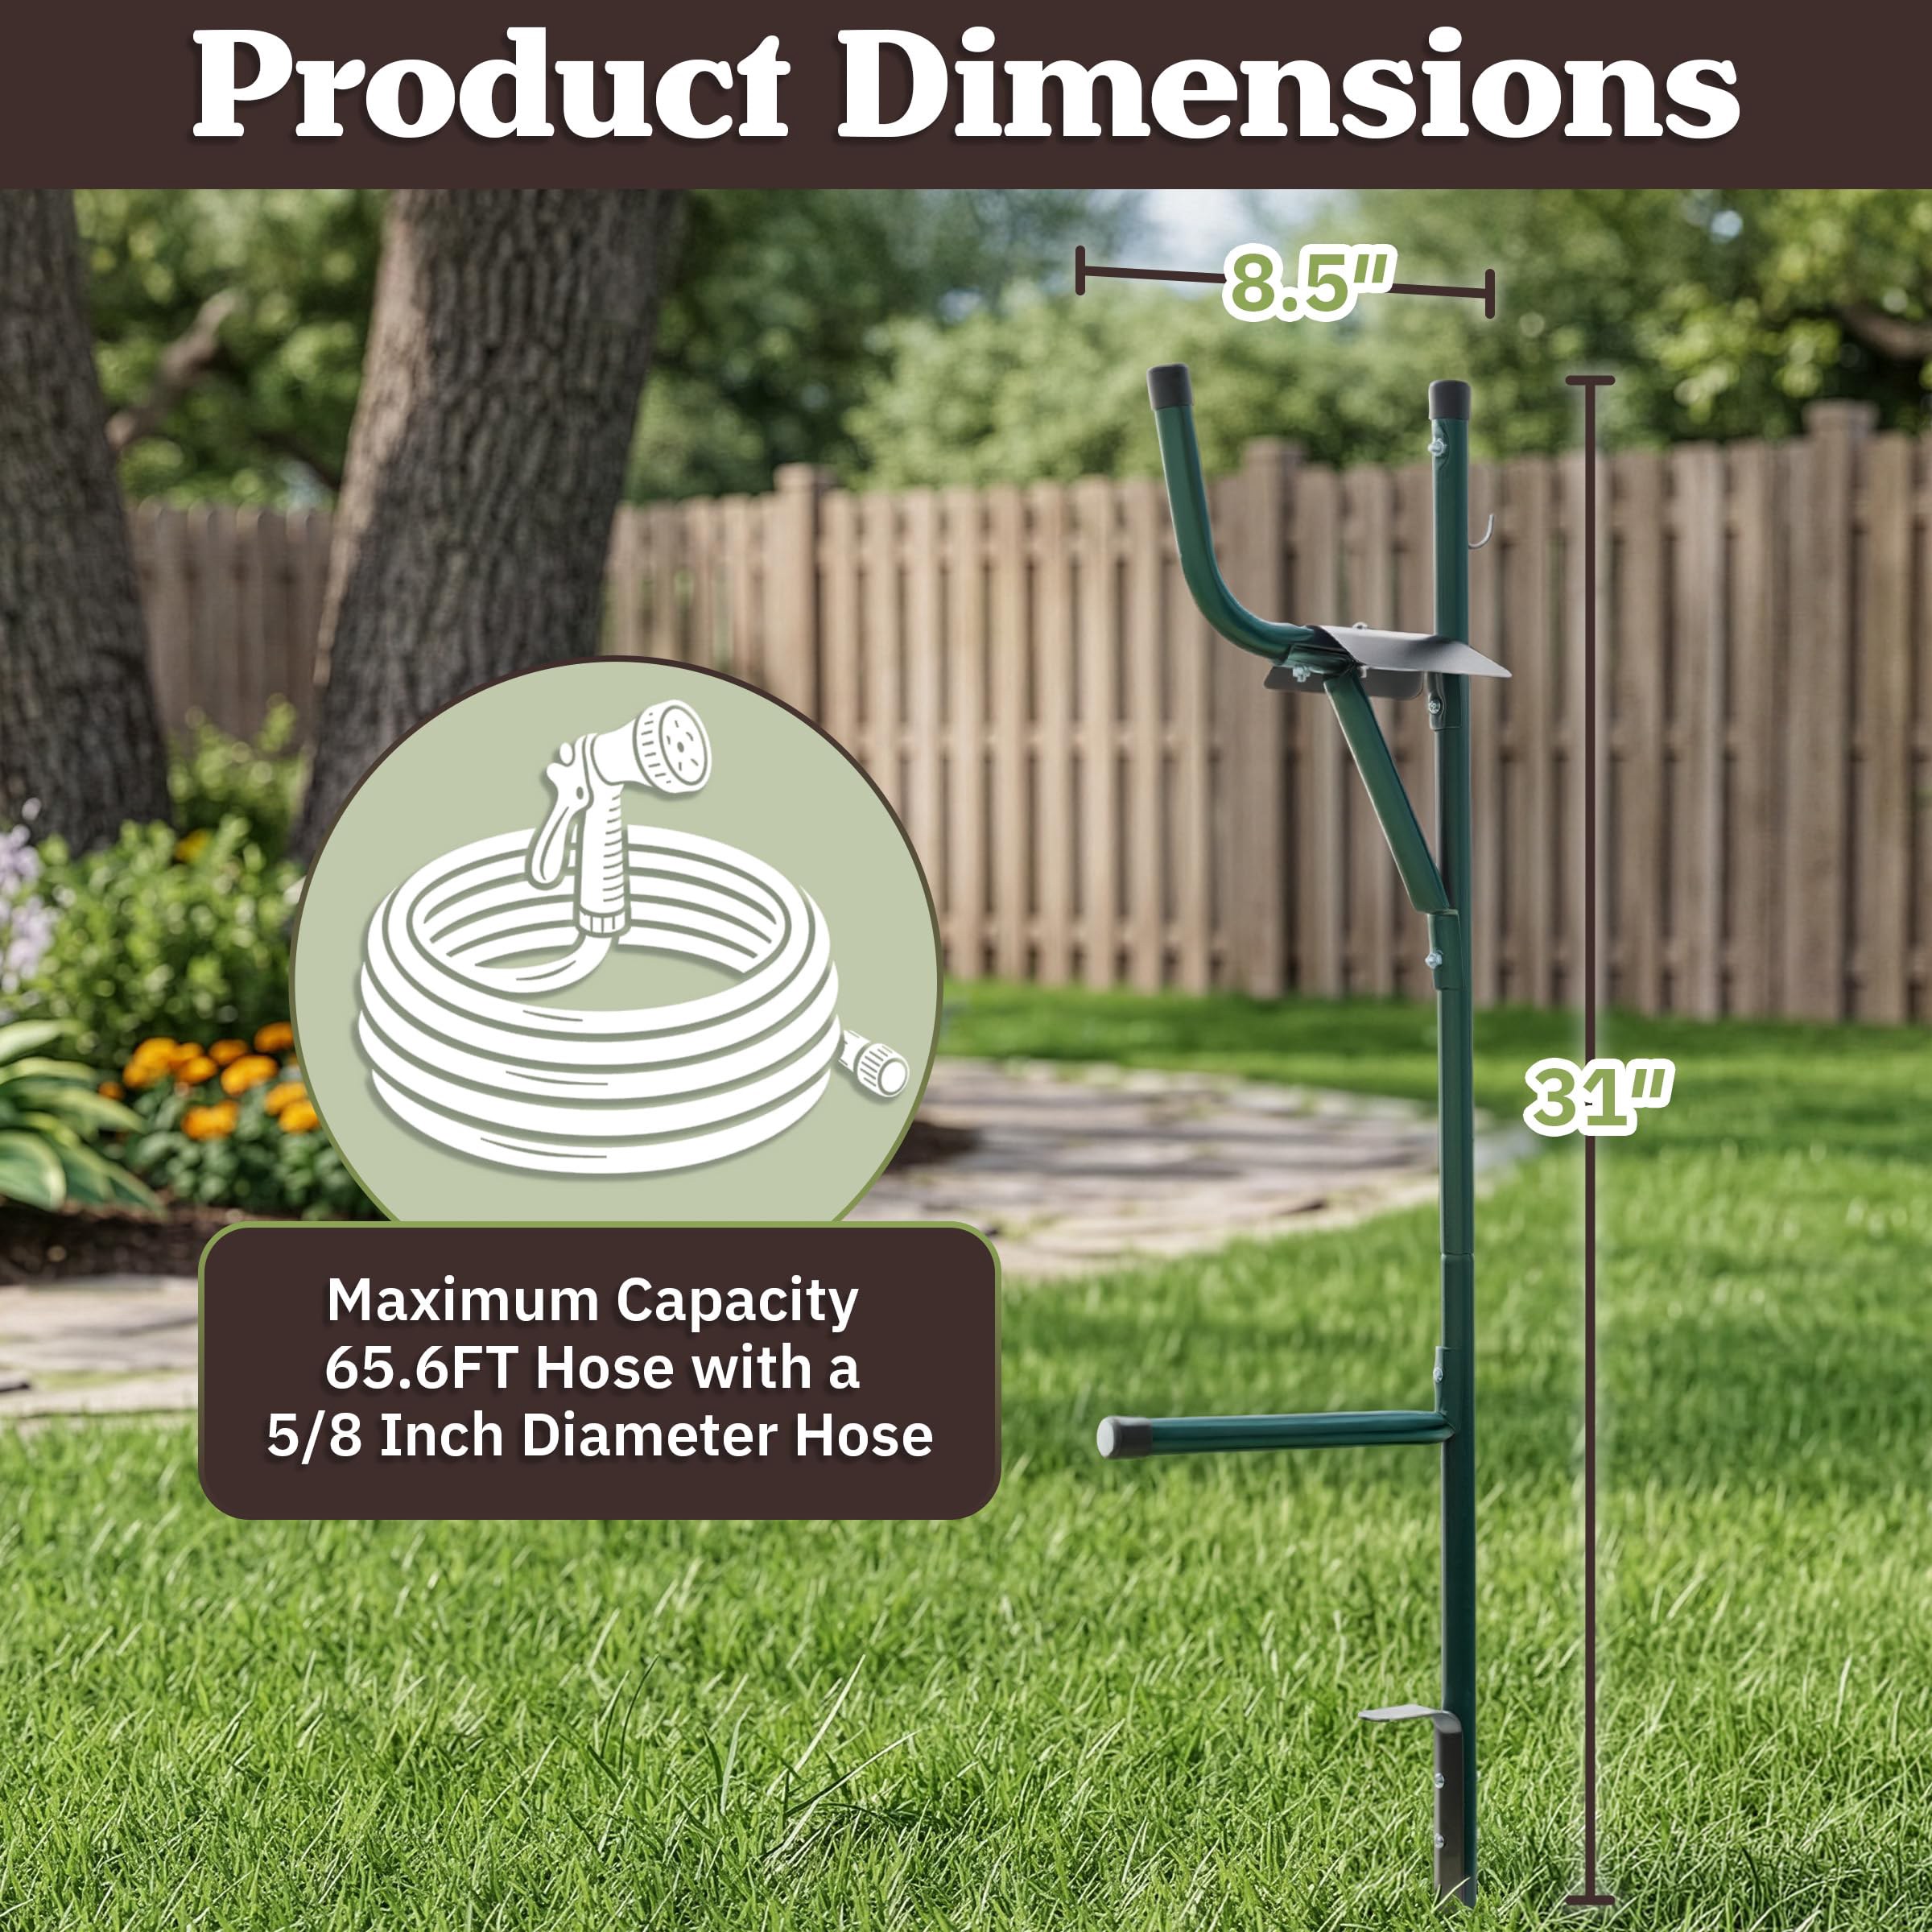 Product Dimensions
8.5"
31"
Maximum Capacity
65.6FT Hose with a
5/8 Inch Diameter Hose